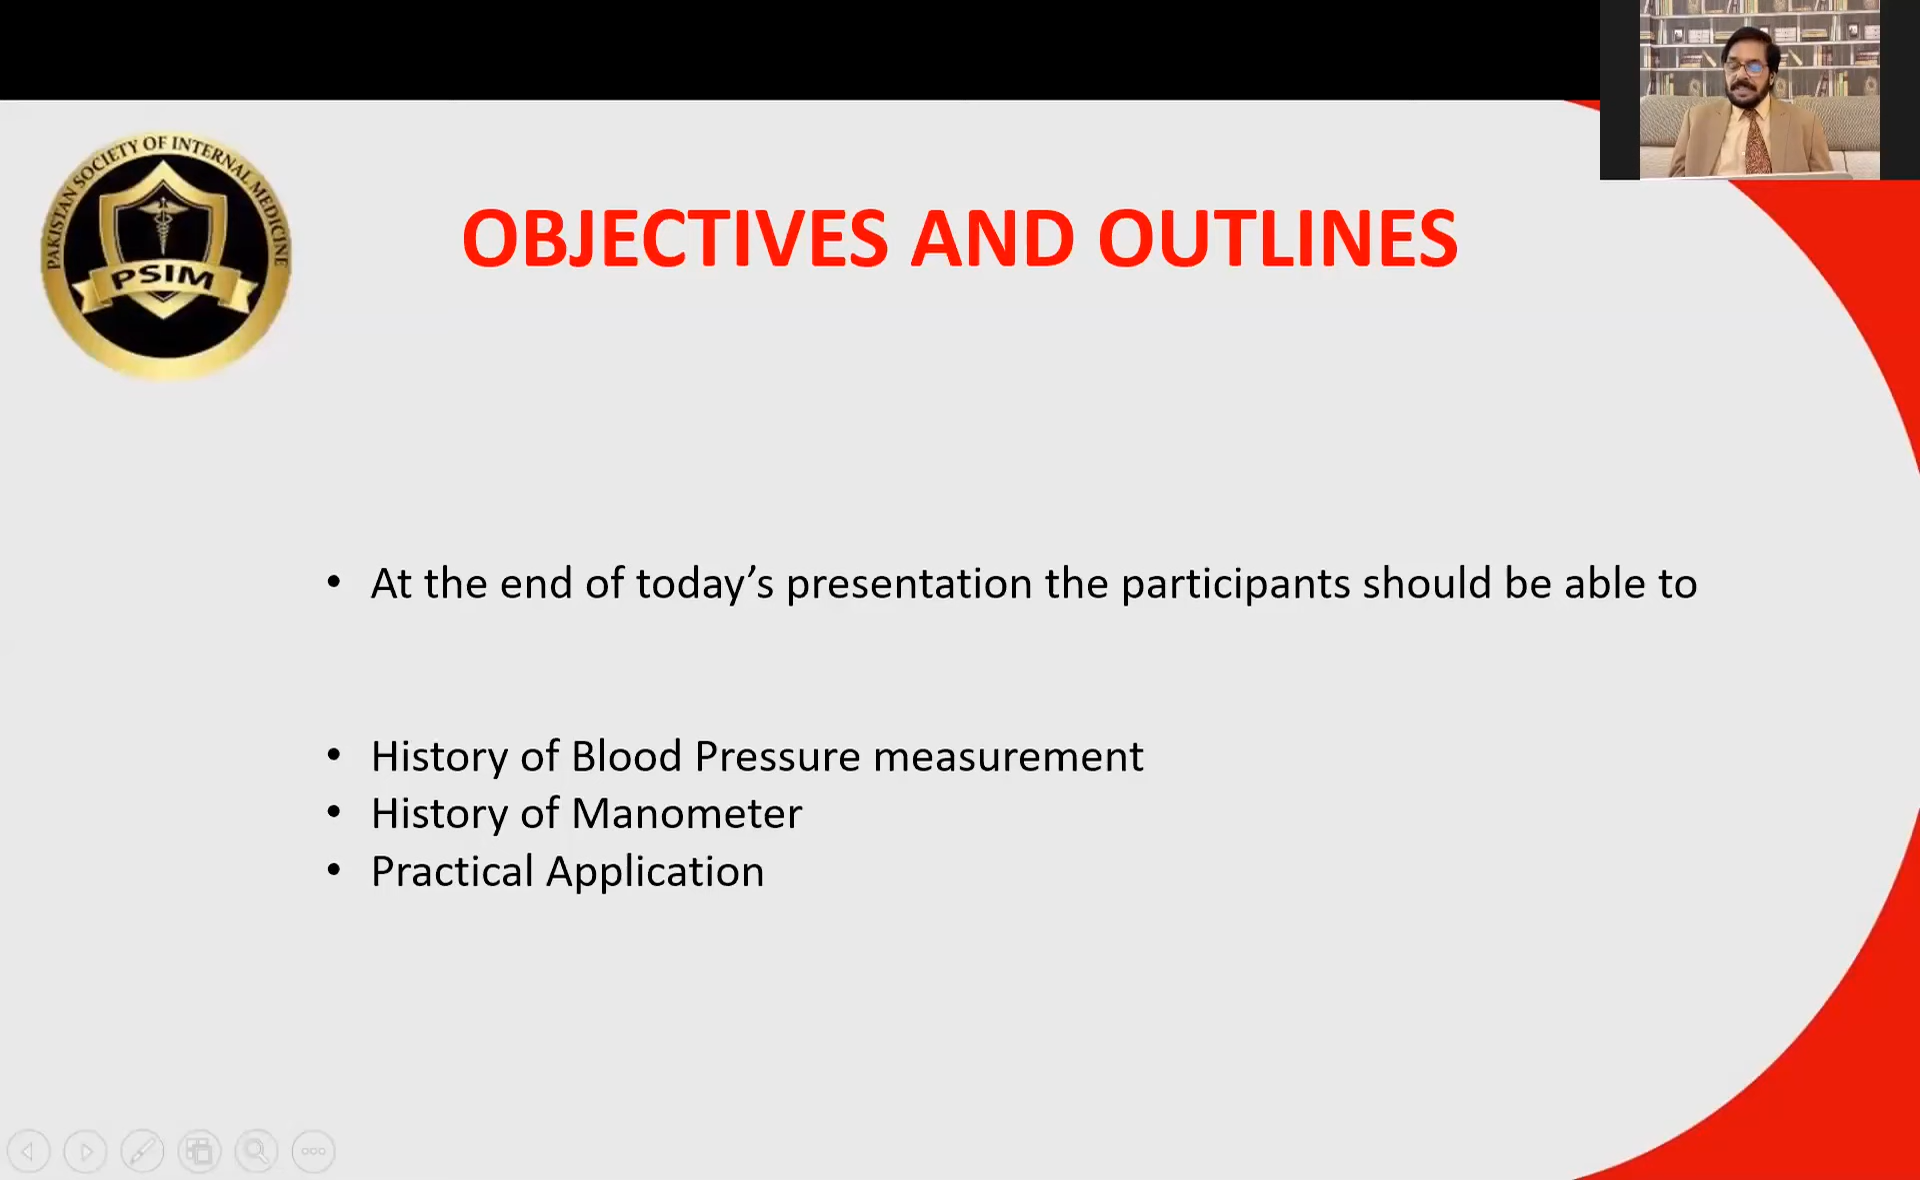 PAKISTAN SOCIETY OF INTERNAL MEDICINE
PSIM
OBJECTIVES AND OUTLINES
• At the end of today’s presentation the participants should be able to
• History of Blood Pressure measurement
• History of Manometer
• Practical Application